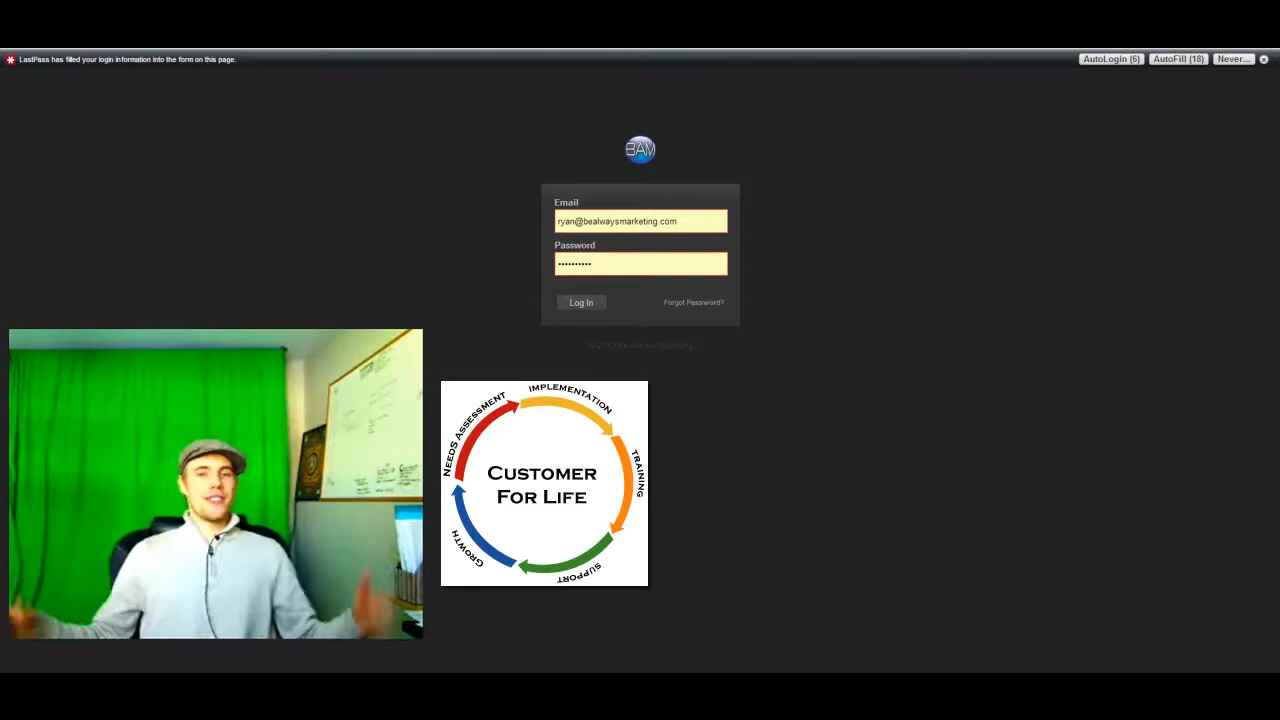 LastPass has filled your login information into the form on this page.
AutoLogin (6)
AutoFill (18)
Never...
BAM
Email
ryan@bealwaysmarketing.com
Password
••••••••••
Log In
Forgot Password?
IMPLEMENTATION
NEEDS ASSESSMENT
TRAINING
CUSTOMER
FOR LIFE
GROWTH
SUPPORT